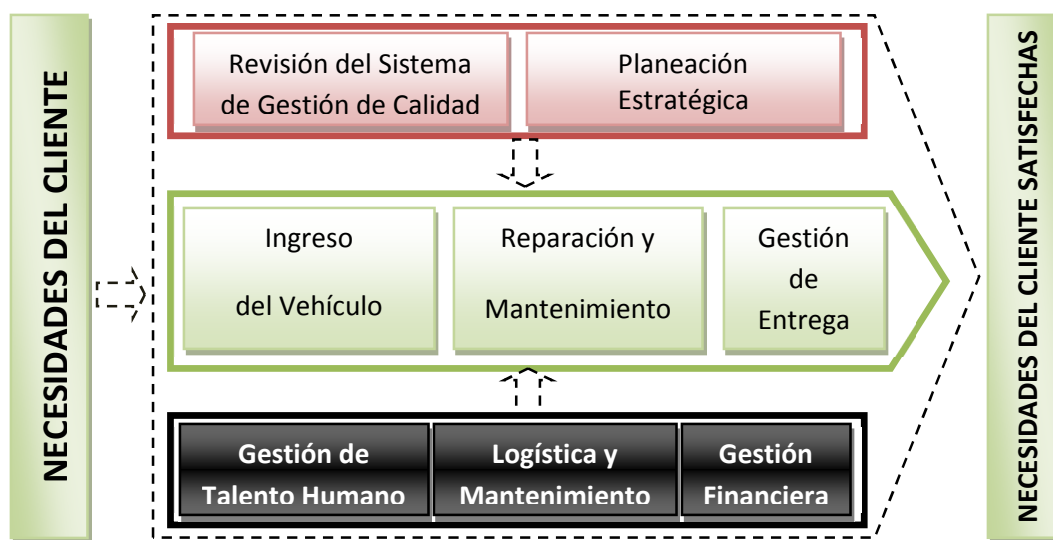 NECESIDADES DEL CLIENTE
Revisión del Sistema
de Gestión de Calidad
Planeación
Estratégica
Ingreso
del Vehículo
Reparación y
Mantenimiento
Gestión
de
Entrega
Gestión de
Talento Humano
Logística y
Mantenimiento
Gestión
Financiera
NECESIDADES DEL CLIENTE SATISFECHAS